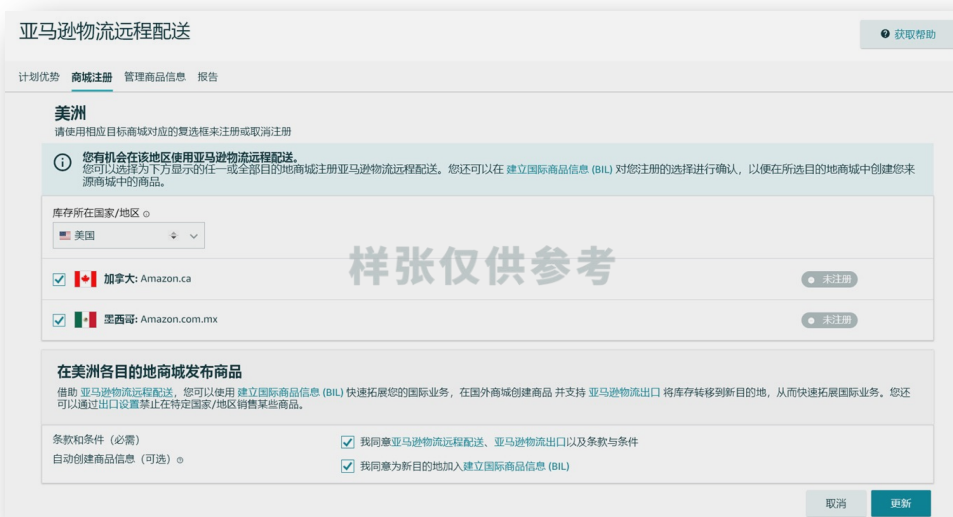 亚马逊物流远程配送
获取帮助
计划优势 商城注册 管理商品信息 报告
美洲
请使用相应目标商城对应的复选框来注册或取消注册
您有机会在该地区使用亚马逊物流远程配送。
您可以选择为下方显示的任一或全部目的地商城注册亚马逊物流远程配送。您还可以在 建立国际商品信息 (BIL) 对您注册的选择进行确认，以便在所选目的地商城中创建您来
源商城中的商品。
库存所在国家/地区
美国
样张仅供参考
加拿大: Amazon.ca
未注册
墨西哥: Amazon.com.mx
未注册
在美洲各目的地商城发布商品
借助 亚马逊物流远程配送，您可以使用 建立国际商品信息 (BIL) 快速拓展您的国际业务，在国外商城创建商品 并支持 亚马逊物流出口 将库存转移到新目的地，从而快速拓展国际业务。您还
可以通过出口设置禁止在特定国家/地区销售某些商品。
条款和条件（必需）
我同意亚马逊物流远程配送、亚马逊物流出口以及条款与条件
自动创建商品信息（可选）
我同意为新目的地加入建立国际商品信息 (BIL)
取消
更新